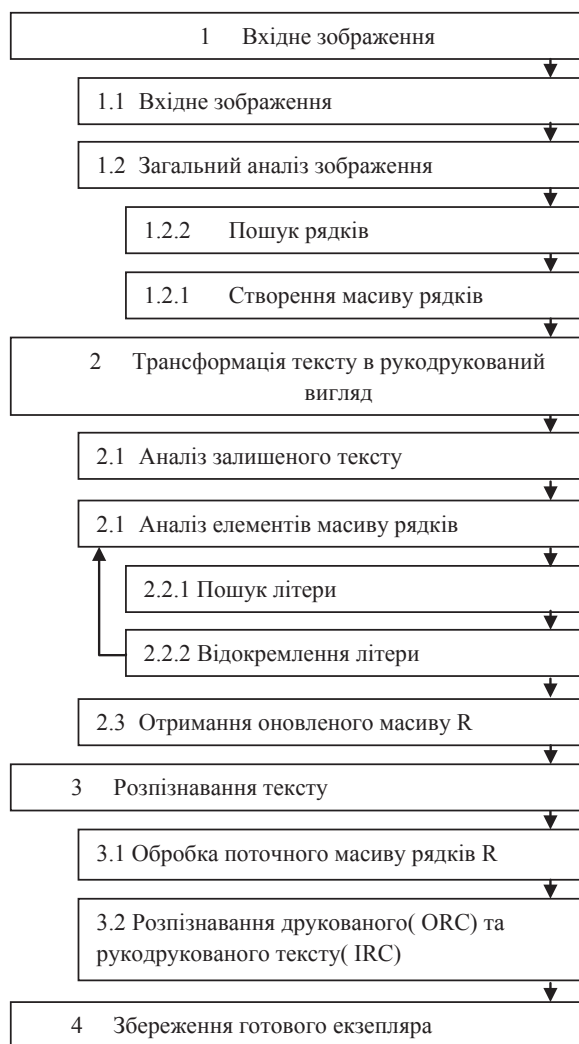 1 Вхідне зображення
1.1 Вхідне зображення
1.2 Загальний аналіз зображення
1.2.2 Пошук рядків
1.2.1 Створення масиву рядків
2 Трансформація тексту в рукодрукований
вигляд
2.1 Аналіз залишеного тексту
2.1 Аналіз елементів масиву рядків
2.2.1 Пошук літери
2.2.2 Відокремлення літери
2.3 Отримання оновленого масиву R
3 Розпізнавання тексту
3.1 Обробка поточного масиву рядків R
3.2 Розпізнавання друкованого( ORC) та
рукодрукованого тексту( IRC)
4 Збереження готового екзепляра